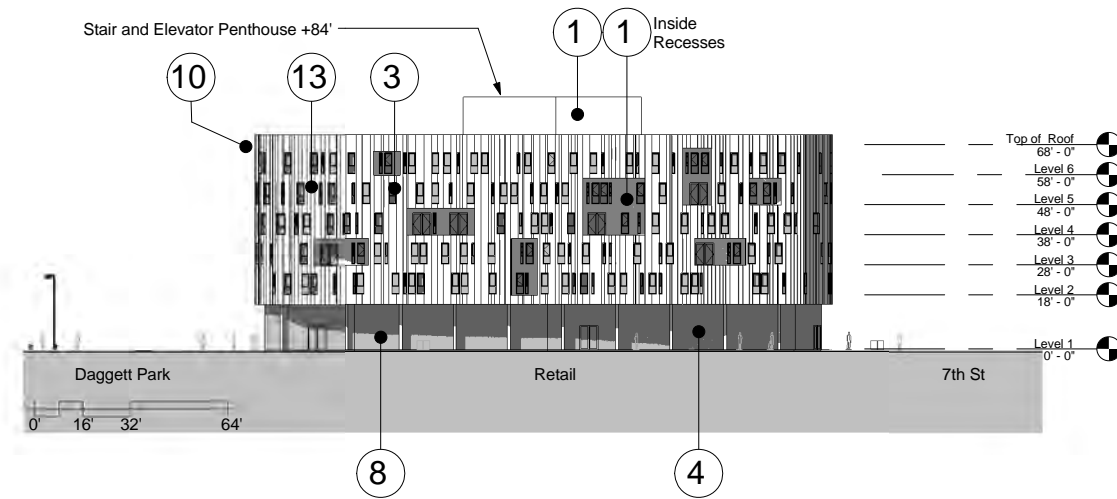 Stair and Elevator Penthouse +84'
1
1
Inside
Recesses
10
13
3
Top of Roof
68' - 0"
Level 6
58' - 0"
Level 5
48' - 0"
Level 4
38' - 0"
Level 3
28' - 0"
Level 2
18' - 0"
Level 1
0' - 0"
Daggett Park
Retail
7th St
0'
16'
32'
64'
8
4